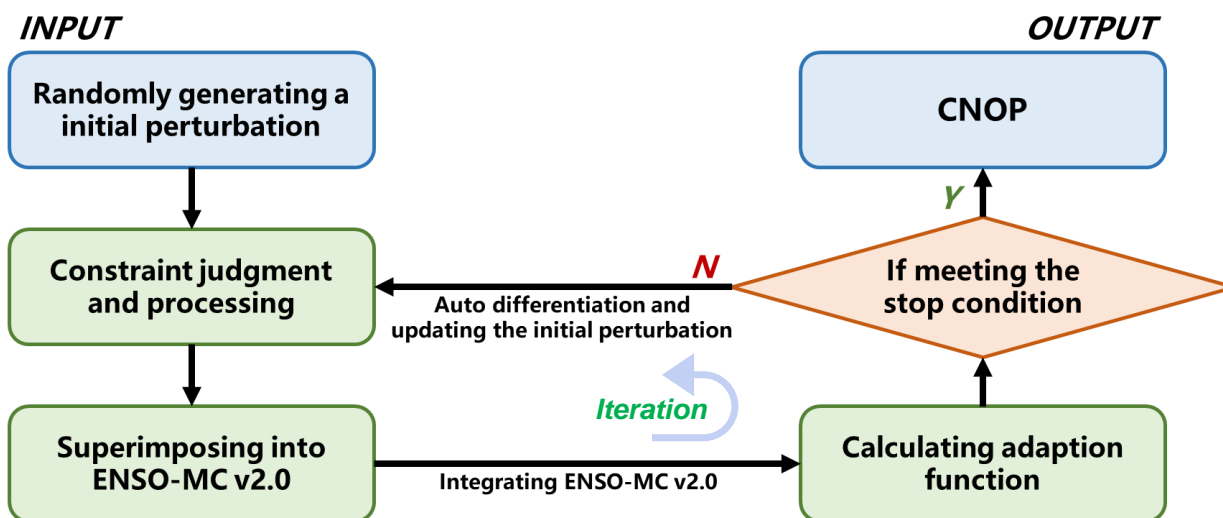 INPUT
OUTPUT
Randomly generating a
initial perturbation
CNOP
Y
Constraint judgment
and processing
N
If meeting the
stop condition
Auto differentiation and
updating the initial perturbation
Iteration
Superimposing into
ENSO-MC v2.0
Integrating ENSO-MC v2.0
Calculating adaption
function